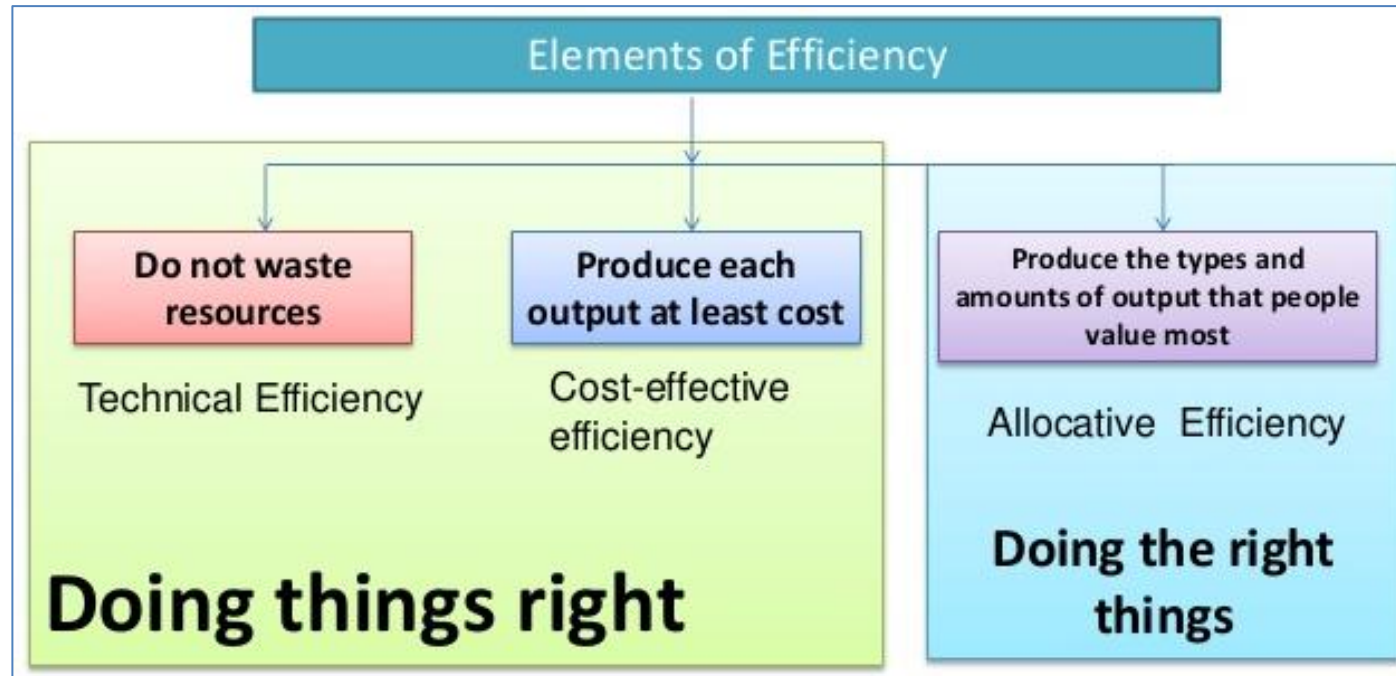 Elements of Efficiency
Do not waste
resources
Technical Efficiency
Produce each
output at least cost
Cost-effective
efficiency
Doing things right
Produce the types and
amounts of output that people
value most
Allocative Efficiency
Doing the right
things